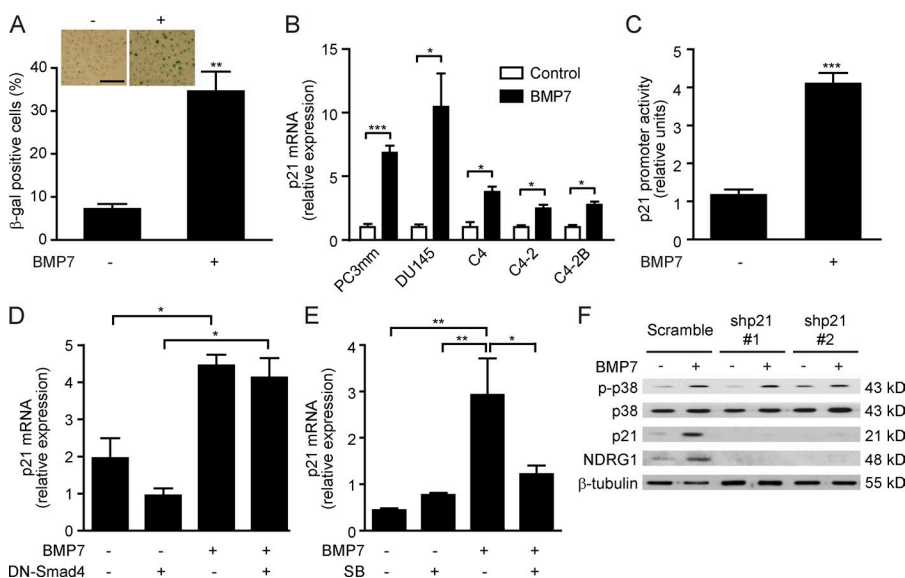 A
- +
β-gal positive cells (%)
40
30
20
10
0
**
BMP7 - +
B
p21 mRNA
(relative expression)
15
10
5
0
Control
BMP7
***
*
*
*
*
PC3mm
DU145
C4
C4-2
C4-2B
C
p21 promoter activity
(relative units)
5
4
3
2
1
0
***
BMP7 - +
D
p21 mRNA
(relative expression)
5
4
3
2
1
0
*
*
BMP7 - - + +
DN-Smad4 - + - +
E
p21 mRNA
(relative expression)
4
3
2
1
0
**
**
*
BMP7 - - + +
SB - + - +
F
Scramble
shp21
#1
shp21
#2
BMP7 - + - + - +
p-p38 43 kD
p38 43 kD
p21 21 kD
NDRG1 48 kD
β-tubulin 55 kD